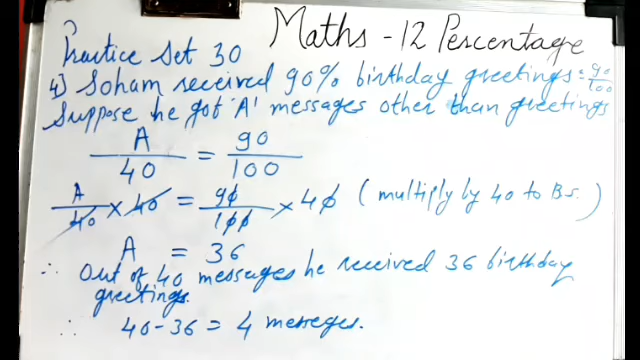 Maths - 12 Percentage
Practice Set 30
4) Soham received 90% birthday greetings = 90/100
Suppose he got 'A' messages other than greetings
A/40 = 90/100
A/40 × 40 = 90/100 × 40 (multiply by 40 to B.s.)
A = 36
∴ Out of 40 messages he received 36 birthday
greetings.
∴ 40-36 = 4 messeges.